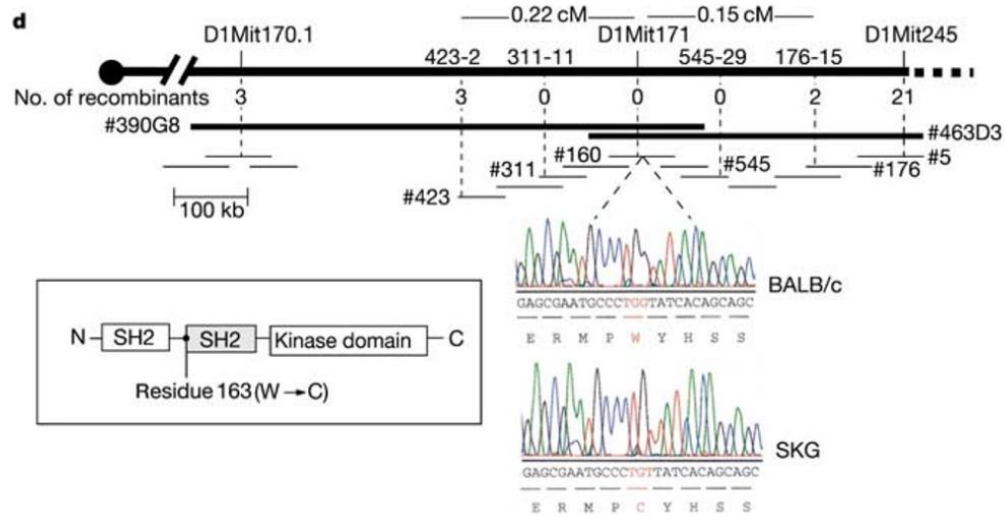 d
0.22 cM 0.15 cM
D1Mit170.1 D1Mit171 D1Mit245
423-2 311-11 545-29 176-15
No. of recombinants 3 3 0 0 0 2 21
#390G8 #463D3
#160 #5
#311 #545 #176
#423
100 kb
BALB/c
GAGCGAATGCCCTGGTATCACAGCAGC
E R M P W Y H S S
N SH2 SH2 Kinase domain C
Residue 163 (W → C)
SKG
GAGCGAATGCCCTGTTATCACAGCAGC
E R M P C Y H S S